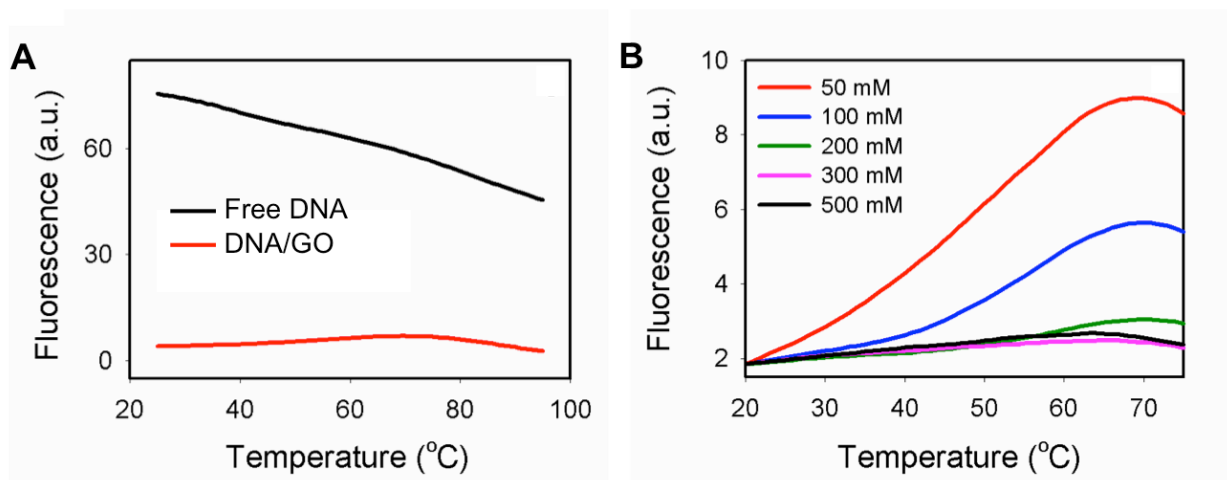 A
Fluorescence (a.u.)
60
30
0
Free DNA
DNA/GO
20 40 60 80 100
Temperature (°C)
B
Fluorescence (a.u.)
10
8
6
4
2
50 mM
100 mM
200 mM
300 mM
500 mM
20 30 40 50 60 70
Temperature (°C)